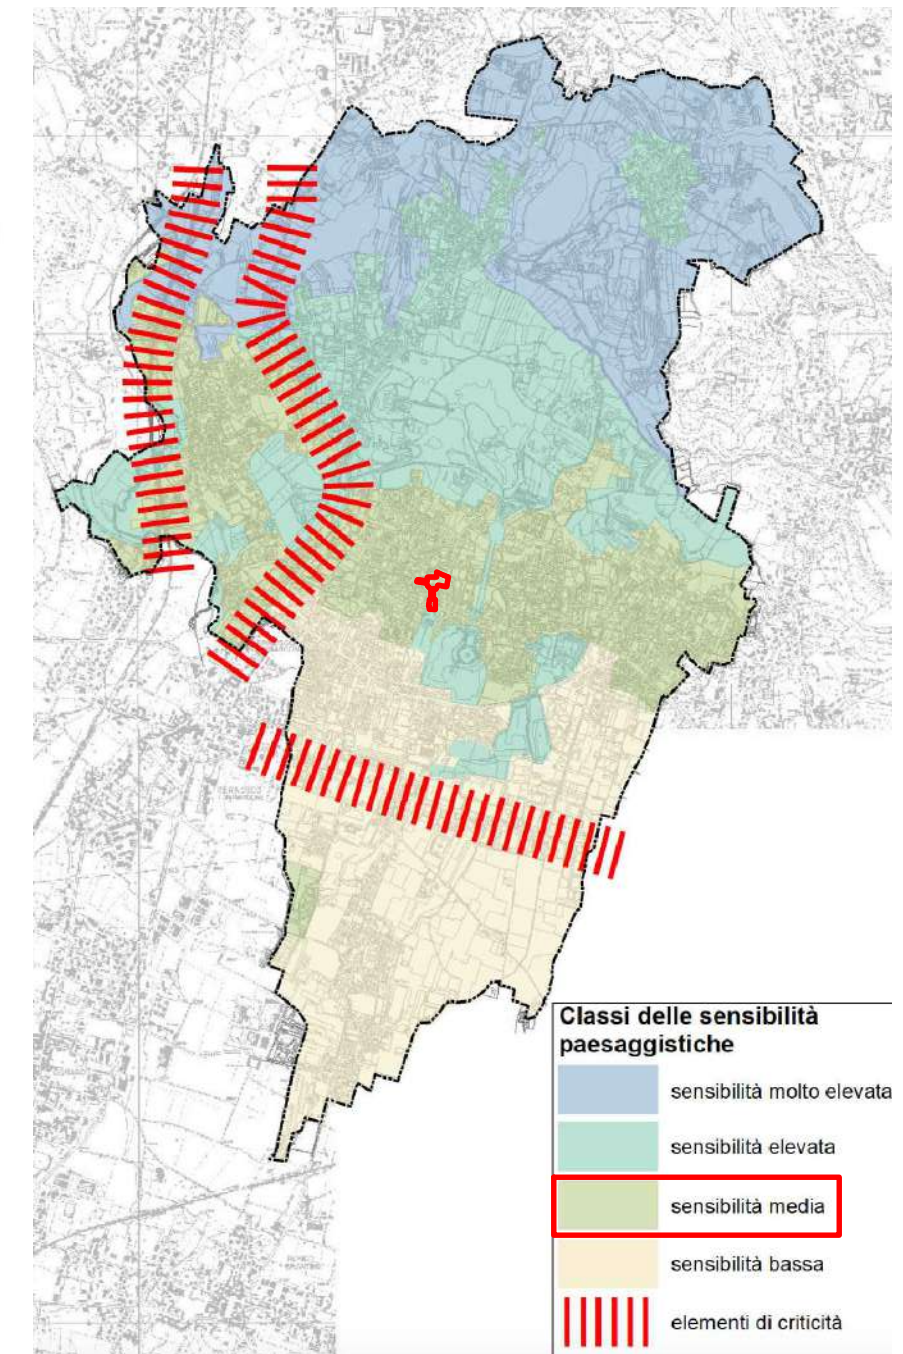 Classi delle sensibilità
paesaggistiche
sensibilità molto elevata
sensibilità elevata
sensibilità media
sensibilità bassa
elementi di criticità